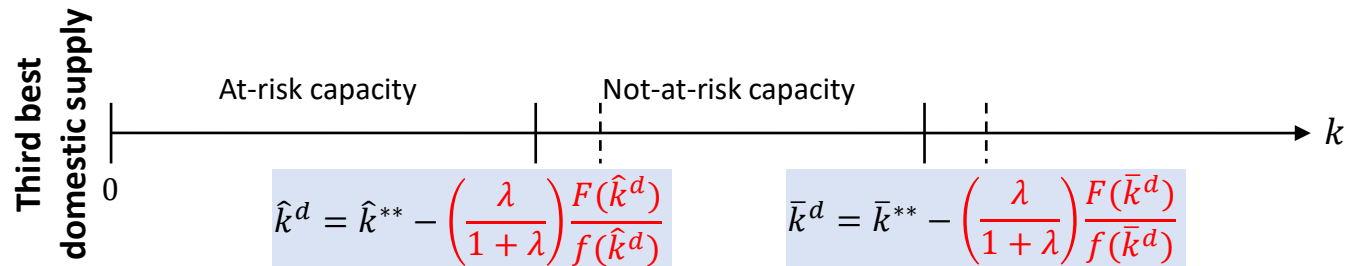 Third best
domestic supply
At-risk capacity Not-at-risk capacity
k
0
k̂ᵈ = k̂** − (λ / (1 + λ)) F(k̂ᵈ) / f(k̂ᵈ)
k̄ᵈ = k̄** − (λ / (1 + λ)) F(k̄ᵈ) / f(k̄ᵈ)